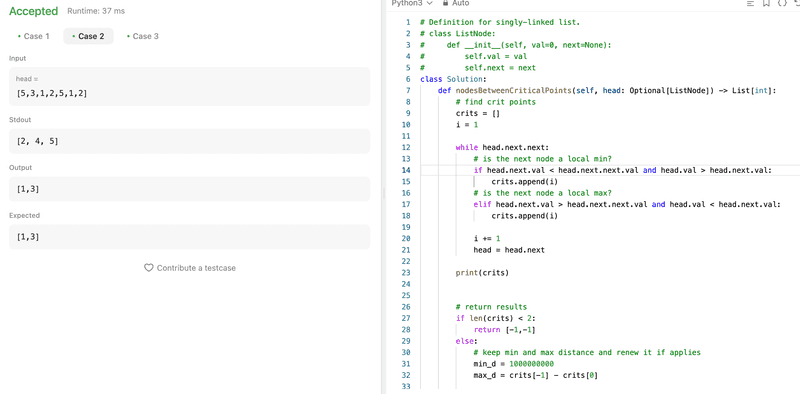 Accepted Runtime: 37 ms
• Case 1 • Case 2 • Case 3
Input
head =
[5,3,1,2,5,1,2]
Stdout
[2, 4, 5]
Output
[1,3]
Expected
[1,3]
Contribute a testcase
Python3 Auto
1 # Definition for singly-linked list.
2 # class ListNode:
3 #     def __init__(self, val=0, next=None):
4 #         self.val = val
5 #         self.next = next
6 class Solution:
7     def nodesBetweenCriticalPoints(self, head: Optional[ListNode]) -> List[int]:
8         # find crit points
9         crits = []
10         i = 1
11
12         while head.next.next:
13             # is the next node a local min?
14             if head.next.val < head.next.next.val and head.val > head.next.val:
15                 crits.append(i)
16             # is the next node a local max?
17             elif head.next.val > head.next.next.val and head.val < head.next.val:
18                 crits.append(i)
19
20             i += 1
21             head = head.next
22
23         print(crits)
24
25
26         # return results
27         if len(crits) < 2:
28             return [-1,-1]
29         else:
30             # keep min and max distance and renew it if applies
31             min_d = 1000000000
32             max_d = crits[-1] - crits[0]
33